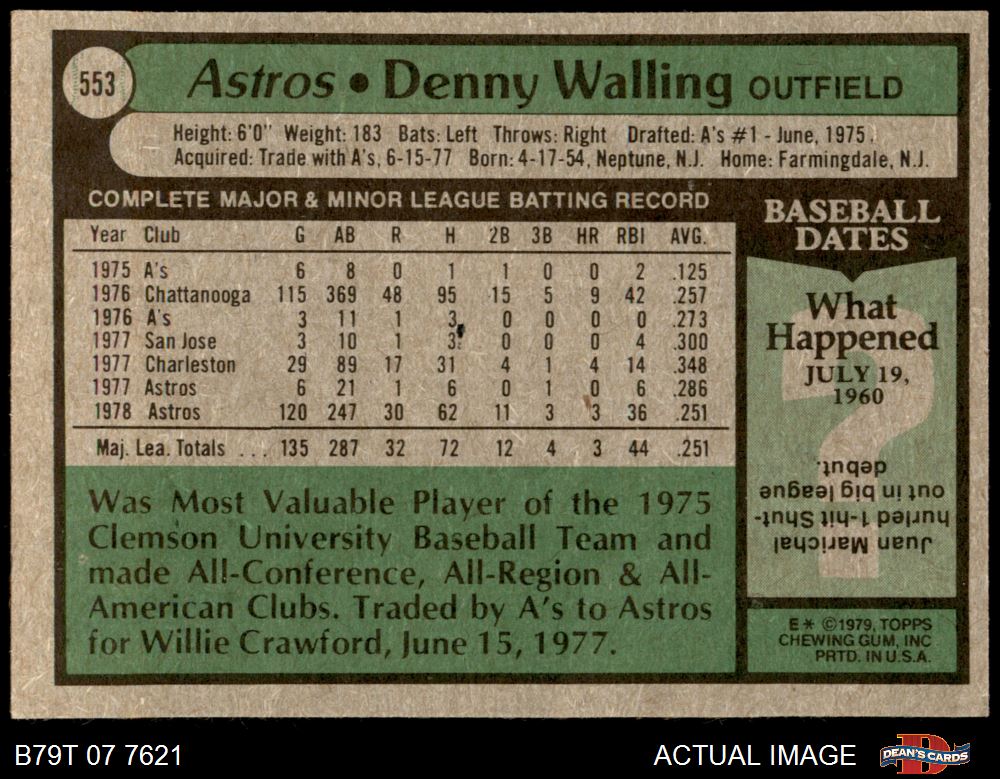 553
Astros • Denny Walling OUTFIELD
Height: 6'0" Weight: 183 Bats: Left Throws: Right Drafted: A's #1 - June, 1975.
Acquired: Trade with A's, 6-15-77 Born: 4-17-54, Neptune, N.J. Home: Farmingdale, N.J.
COMPLETE MAJOR & MINOR LEAGUE BATTING RECORD
Year Club G AB R H 2B 3B HR RBI AVG.
1975 A's 6 8 0 1 1 0 0 2 .125
1976 Chattanooga 115 369 48 95 15 5 9 42 .257
1976 A's 3 11 1 3 0 0 0 0 .273
1977 San Jose 3 10 1 3 0 0 0 4 .300
1977 Charleston 29 89 17 31 4 1 4 14 .348
1977 Astros 6 21 1 6 0 1 0 6 .286
1978 Astros 120 247 30 62 11 3 3 36 .251
Maj. Lea. Totals ... 135 287 32 72 12 4 3 44 .251
Was Most Valuable Player of the 1975
Clemson University Baseball Team and
made All-Conference, All-Region & All-
American Clubs. Traded by A's to Astros
for Willie Crawford, June 15, 1977.
BASEBALL
DATES
What
Happened
JULY 19,
1960
?
Juan Marichal
hurled 1-hit Shut-
out in big league
debut.
E * ©1979, TOPPS
CHEWING GUM, INC
PRTD. IN U.S.A.
B79T 07 7621
ACTUAL IMAGE
DEAN'S CARDS